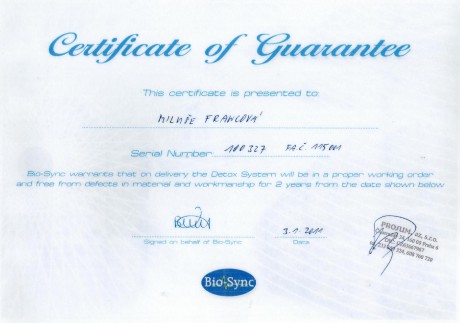 Certificate of Guarantee
This certificate is presented to:
MILUŠE FRANCOVÁ
Serial Number 100327
Bio-Sync warrants that on delivery the Detox System will be in a proper working order
and free from defects in material and workmanship for 2 years from the date shown below
3.1.2011
Signed on behalf of Bio-Sync
Date
PROJUM
Bio Sync